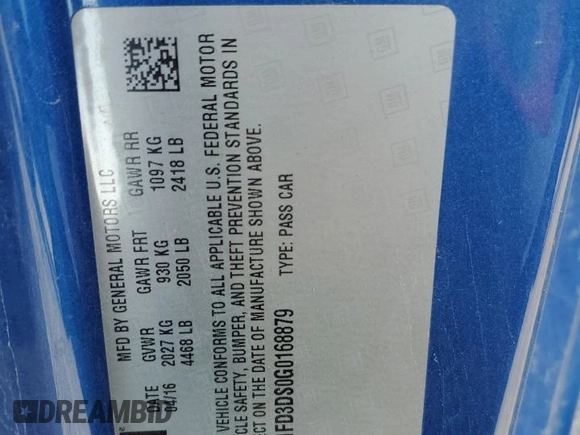 MFD BY GENERAL MOTORS LLC
DATE GVWR GAWR FRT GAWR RR
04/16 2027 KG 930 KG 1097 KG
4468 LB 2050 LB 2418 LB
VEHICLE CONFORMS TO ALL APPLICABLE U.S. FEDERAL MOTOR
CLE SAFETY, BUMPER, AND THEFT PREVENTION STANDARDS IN
CT ON THE DATE OF MANUFACTURE SHOWN ABOVE.
FD3DS0G0168879 TYPE: PASS CAR
GM
DREAMBID